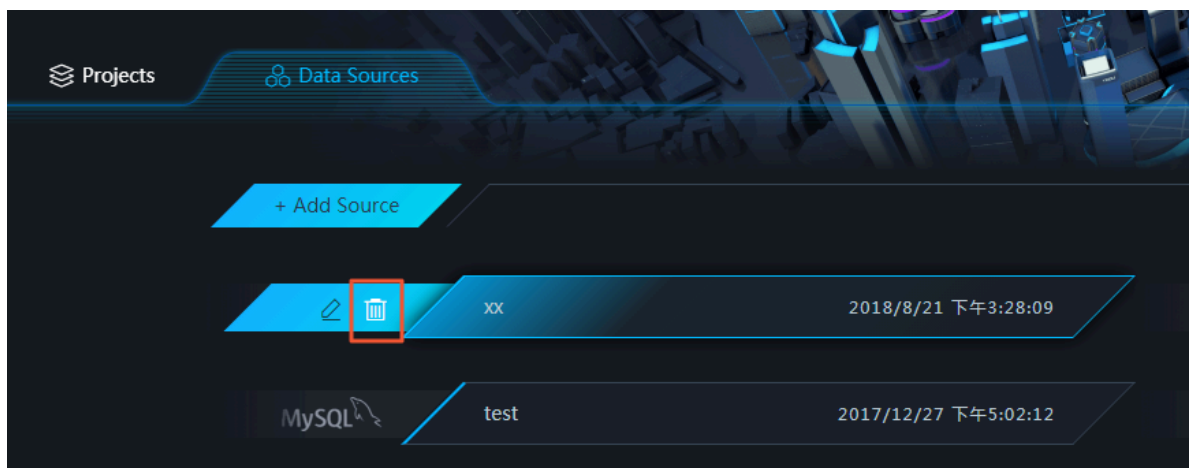 Projects
Data Sources
+ Add Source
xx 2018/8/21 下午3:28:09
MySQL test 2017/12/27 下午5:02:12